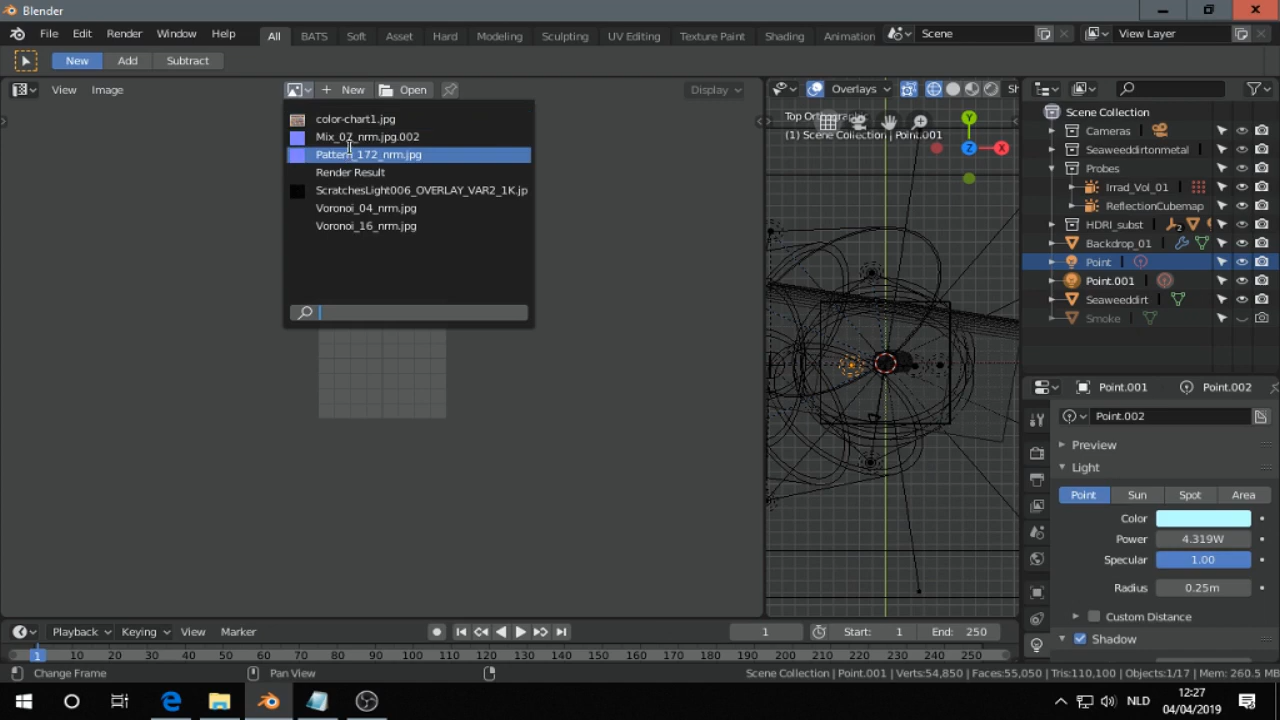 Blender
File Edit Render Window Help All BATS Soft Asset Hard Modeling Sculpting UV Editing Texture Paint Shading Animation Scene View Layer
New Add Subtract
View Image New Open Display Overlays Sh
color-chart1.jpg
Mix_02_nrm.jpg.002
Pattern_172_nrm.jpg
Render Result
ScratchesLight006_OVERLAY_VAR2_1K.jp
Voronoi_04_nrm.jpg
Voronoi_16_nrm.jpg
Top Orthographic
(1) Scene Collection | Point.001
Y
Z X
Scene Collection
Cameras
Seaweeddirtonmetal
Probes
Irrad_Vol_01
ReflectionCubemap
HDRI_subst 2
Backdrop_01
Point
Point.001
Seaweeddirt
Smoke
Point.001 Point.002
Point.002
Preview
Light
Point Sun Spot Area
Color
Power 4.319W
Specular 1.00
Radius 0.25m
Custom Distance
Shadow
Playback Keying View Marker 1 Start: 1 End: 250
1 10 20 30 40 50 60 70 80 90 100 110 120 130 140 150 160 170 180 190 200 210 220 230 240 250
Change Frame Pan View Scene Collection | Point.001 | Verts:54,850 | Faces:55,050 | Tris:110,100 | Objects:1/17 | Mem: 260.5 MB
NLD 12:27
04/04/2019